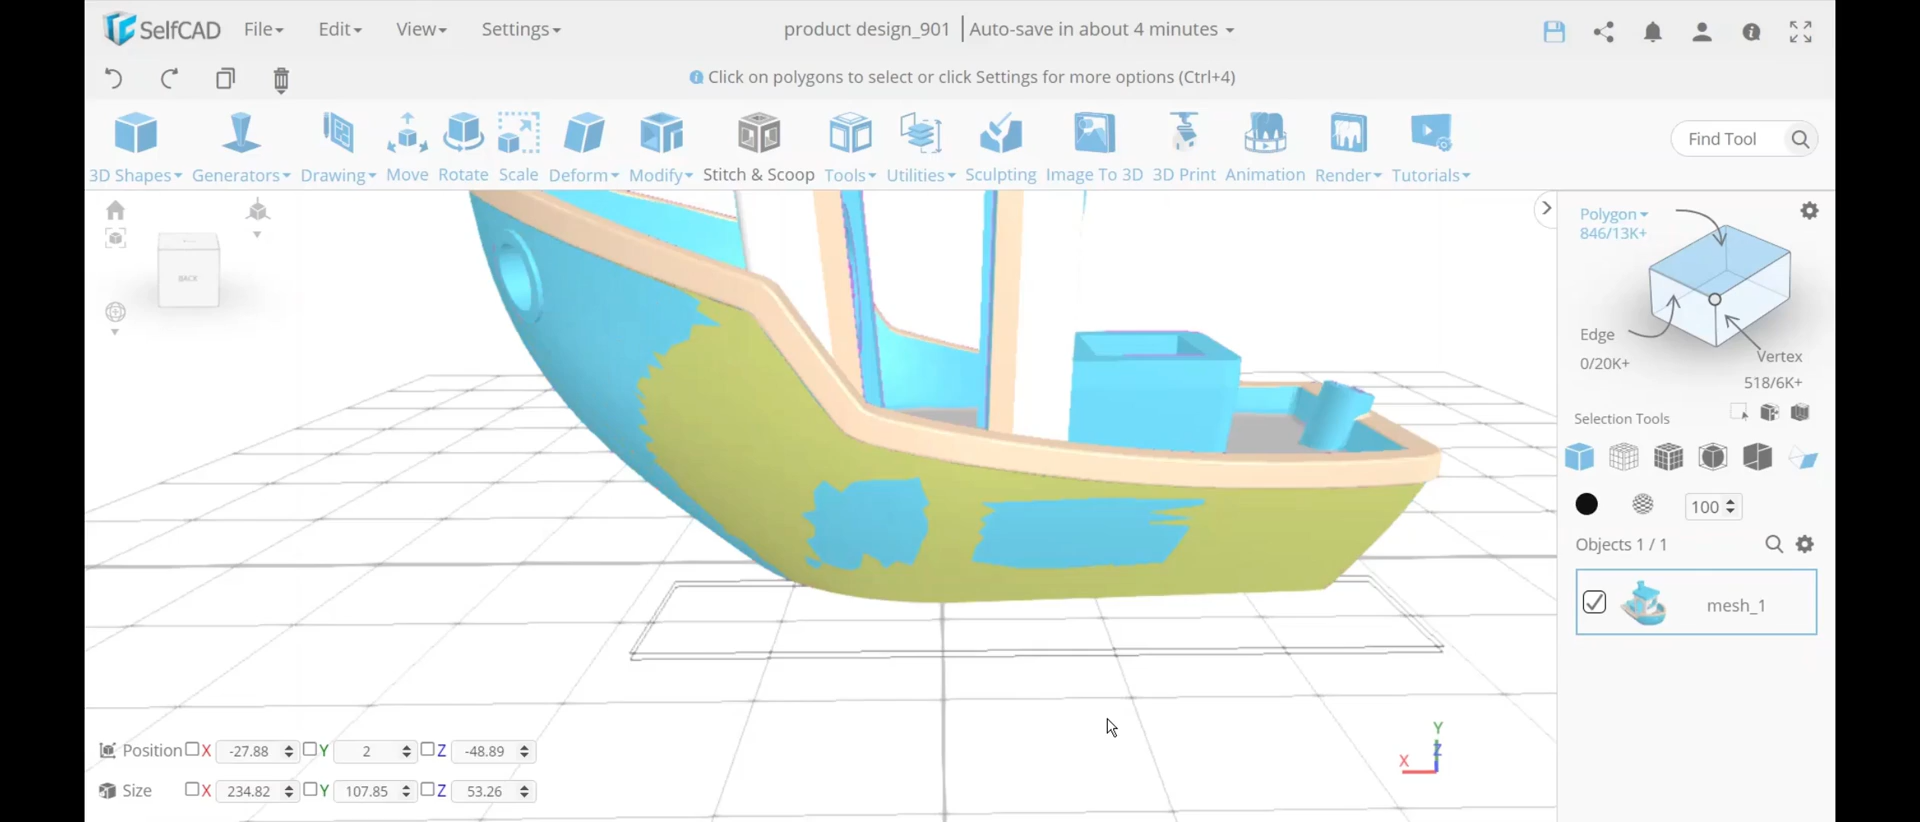 SelfCAD File Edit View Settings product design_901 Auto-save in about 4 minutes
Click on polygons to select or click Settings for more options (Ctrl+4)
Find Tool
3D Shapes Generators Drawing Move Rotate Scale Deform Modify Stitch & Scoop Tools Utilities Sculpting Image To 3D 3D Print Animation Render Tutorials
BACK
Polygon
846/13K+
Edge
0/20K+
Vertex
518/6K+
Selection Tools
100
Objects 1 / 1
mesh_1
Y
Z
X
Position X -27.88 Y 2 Z -48.89
Size X 234.82 Y 107.85 Z 53.26